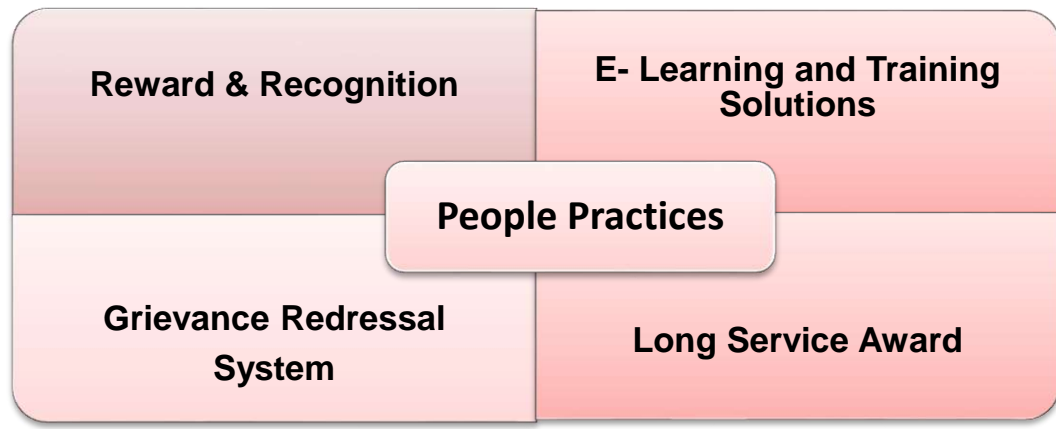 Reward & Recognition
E- Learning and Training
Solutions
People Practices
Grievance Redressal
System
Long Service Award